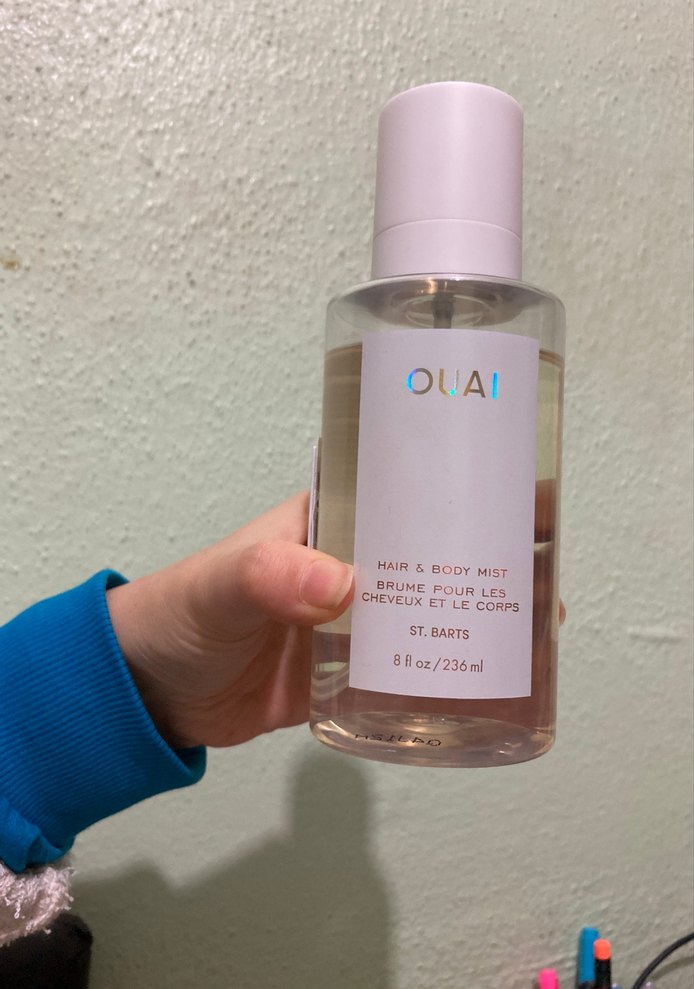 OUAI
HAIR & BODY MIST
BRUME POUR LES
CHEVEUX ET LE CORPS
ST. BARTS
8 fl oz/236 ml